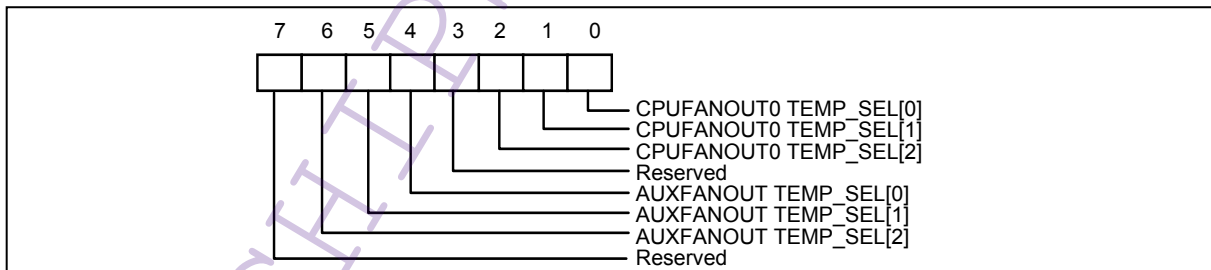 7 6 5 4 3 2 1 0
CPUFANOUT0 TEMP_SEL[0]
CPUFANOUT0 TEMP_SEL[1]
CPUFANOUT0 TEMP_SEL[2]
Reserved
AUXFANOUT TEMP_SEL[0]
AUXFANOUT TEMP_SEL[1]
AUXFANOUT TEMP_SEL[2]
Reserved